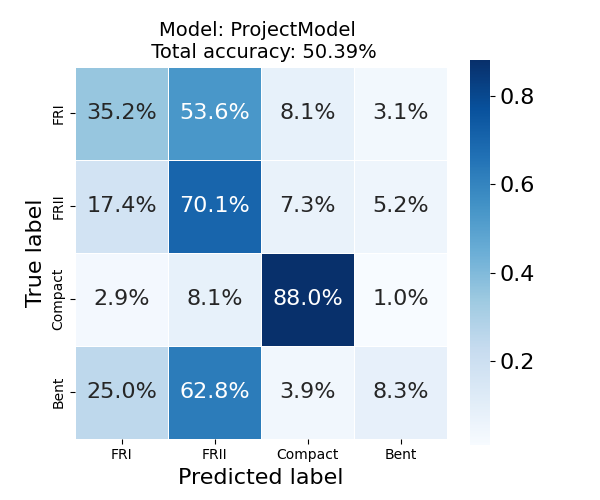 Model: ProjectModel
Total accuracy: 50.39%
True label
FRI 35.2% 53.6% 8.1% 3.1%
FRII 17.4% 70.1% 7.3% 5.2%
Compact 2.9% 8.1% 88.0% 1.0%
Bent 25.0% 62.8% 3.9% 8.3%
FRI FRII Compact Bent
Predicted label
0.8
0.6
0.4
0.2